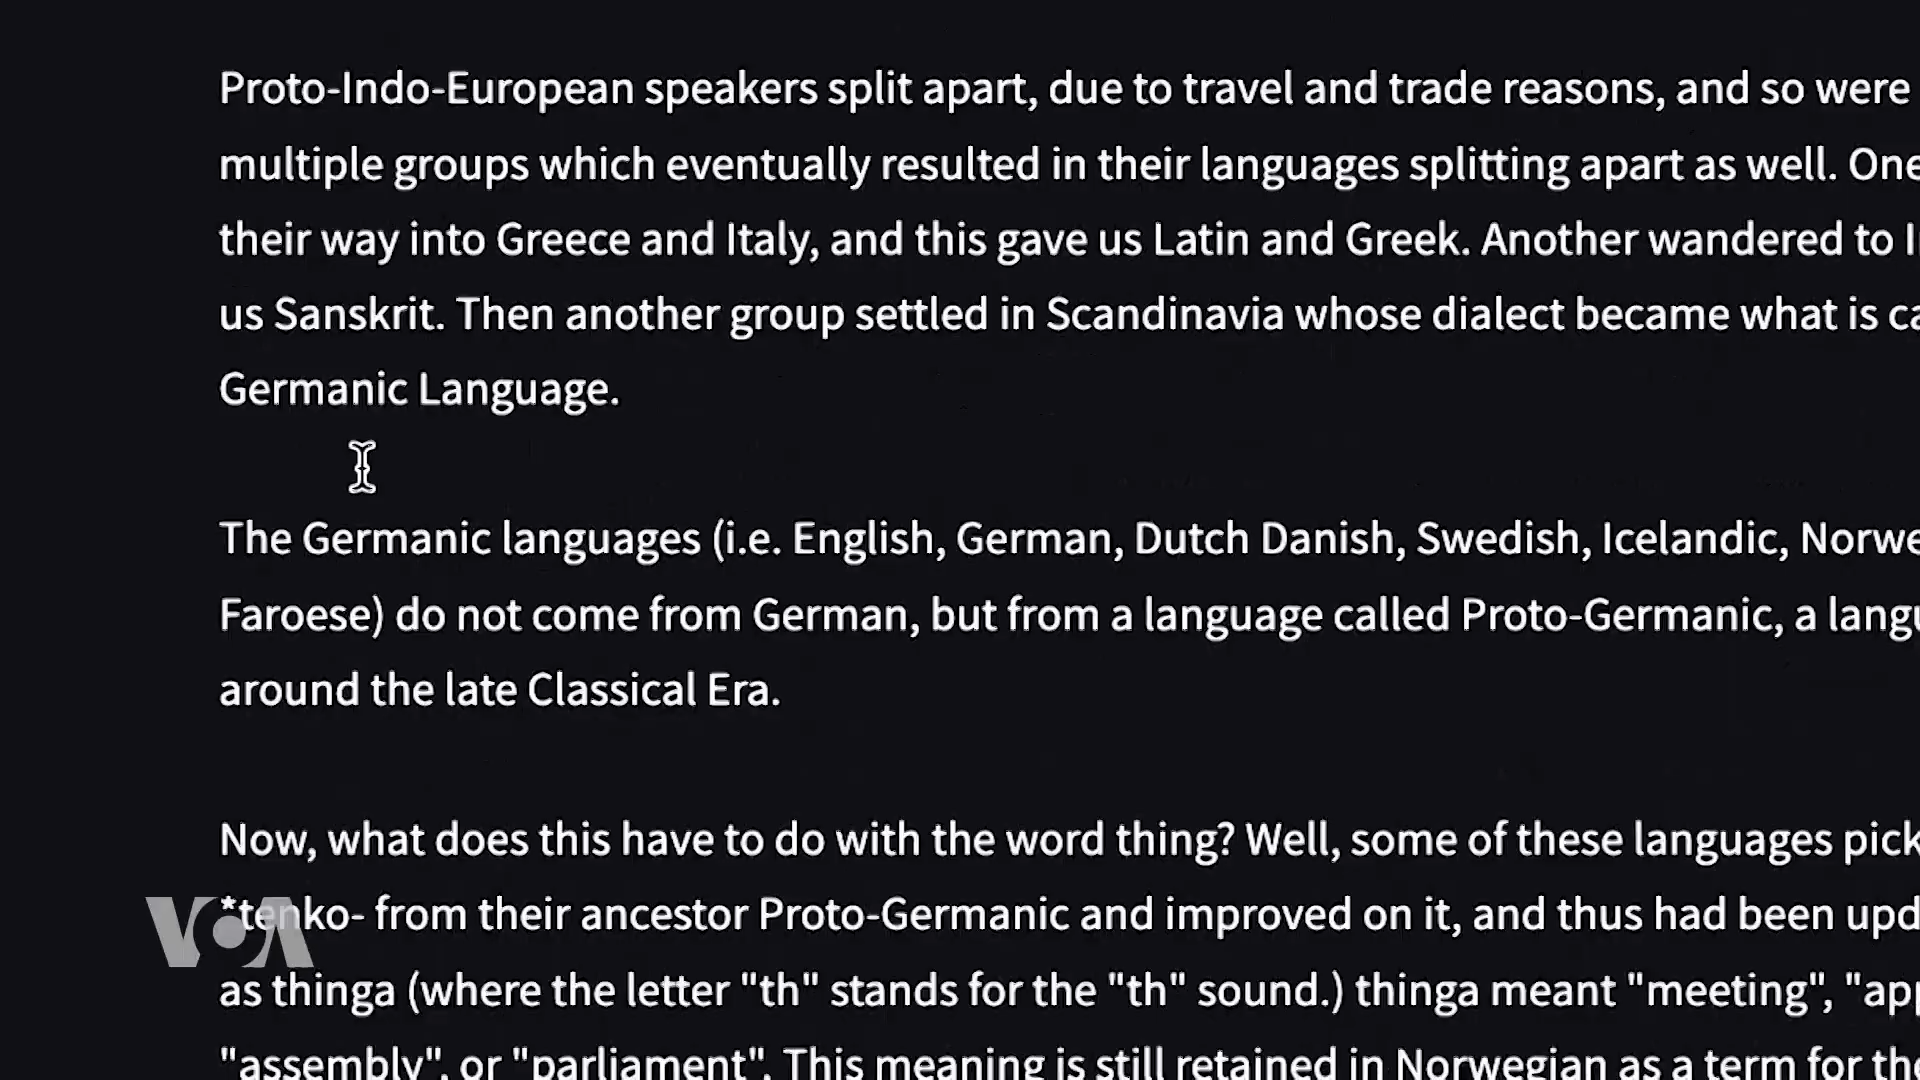 Proto-Indo-European speakers split apart, due to travel and trade reasons, and so were
multiple groups which eventually resulted in their languages splitting apart as well. One
their way into Greece and Italy, and this gave us Latin and Greek. Another wandered to
us Sanskrit. Then another group settled in Scandinavia whose dialect became what is
Germanic Language.
The Germanic languages (i.e. English, German, Dutch Danish, Swedish, Icelandic,
Faroese) do not come from German, but from a language called Proto-Germanic, a
around the late Classical Era.
Now, what does this have to do with the word thing? Well, some of these languages
*tenko- from their ancestor Proto-Germanic and improved on it, and thus had been
VOA
as thinga (where the letter "th" stands for the "th" sound.) thinga meant "meeting",
"assembly", or "parliament". This meaning is still retained in Norwegian as a term for